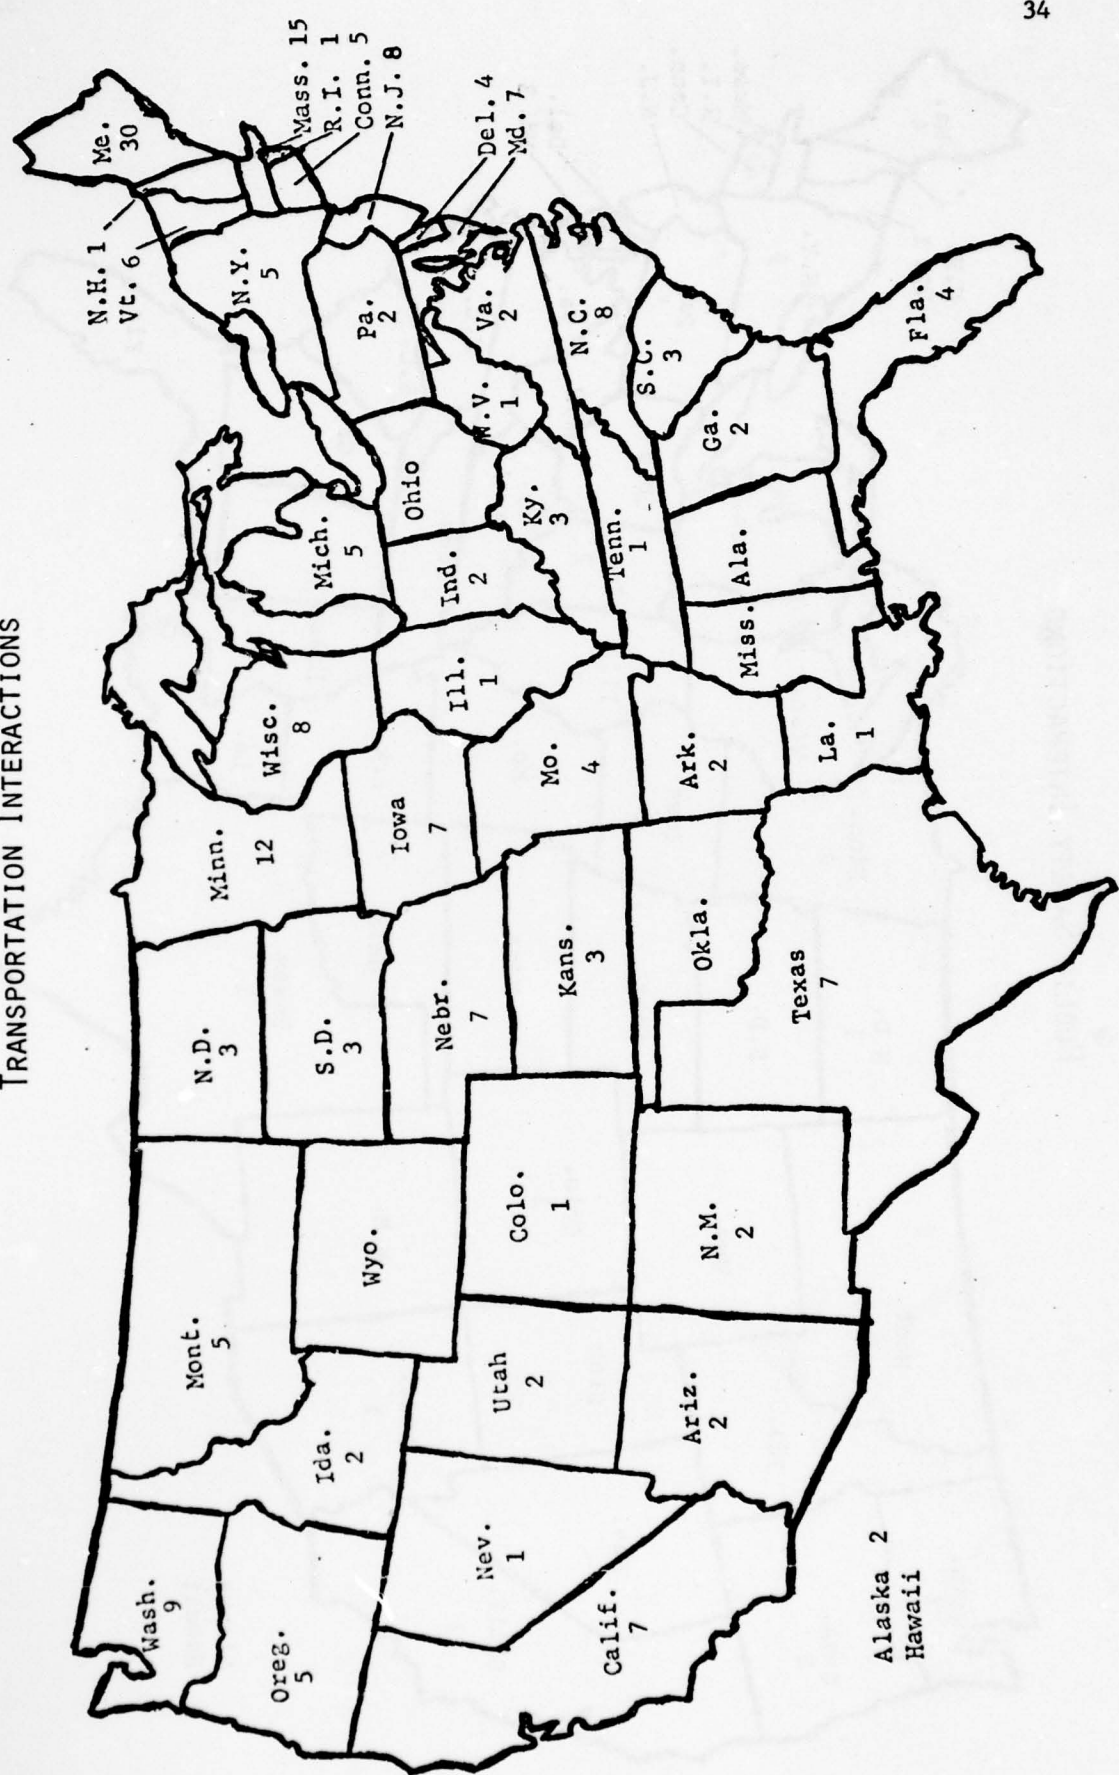 34
TRANSPORTATION INTERACTIONS
Wash.
9
Oreg.
5
Calif.
7
Nev.
1
Ida.
2
Mont.
5
Wyo.
Utah
2
Ariz.
2
Colo.
1
N.M.
2
N.D.
3
S.D.
3
Nebr.
7
Kans.
3
Okla.
Texas
7
Minn.
12
Iowa
7
Mo.
4
Ark.
2
La.
1
Wisc.
8
Ill.
1
Mich.
5
Ind.
2
Ohio
Ky.
3
Tenn.
1
Miss.
Ala.
Ga.
2
Fla.
4
S.C.
3
N.C.
8
Va.
2
W.V.
1
Pa.
2
N.Y.
5
N.H. 1
Vt. 6
Me.
30
Mass. 15
R.I. 1
Conn. 5
N.J. 8
Del. 4
Md. 7
Alaska 2
Hawaii